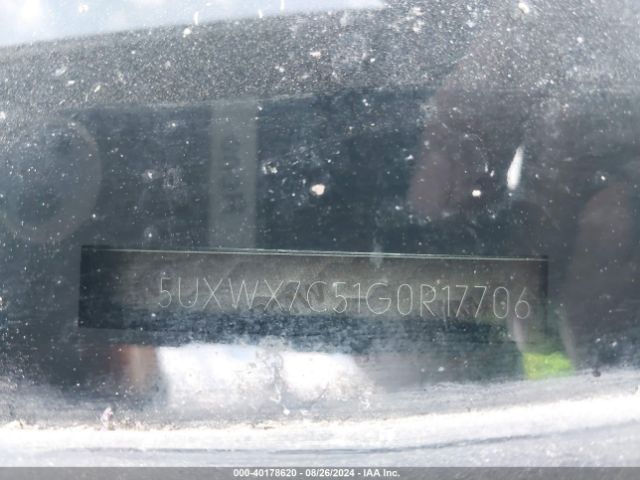 5UXWX7C51G0R17706
000-40178620 • 08/26/2024 • IAA Inc.